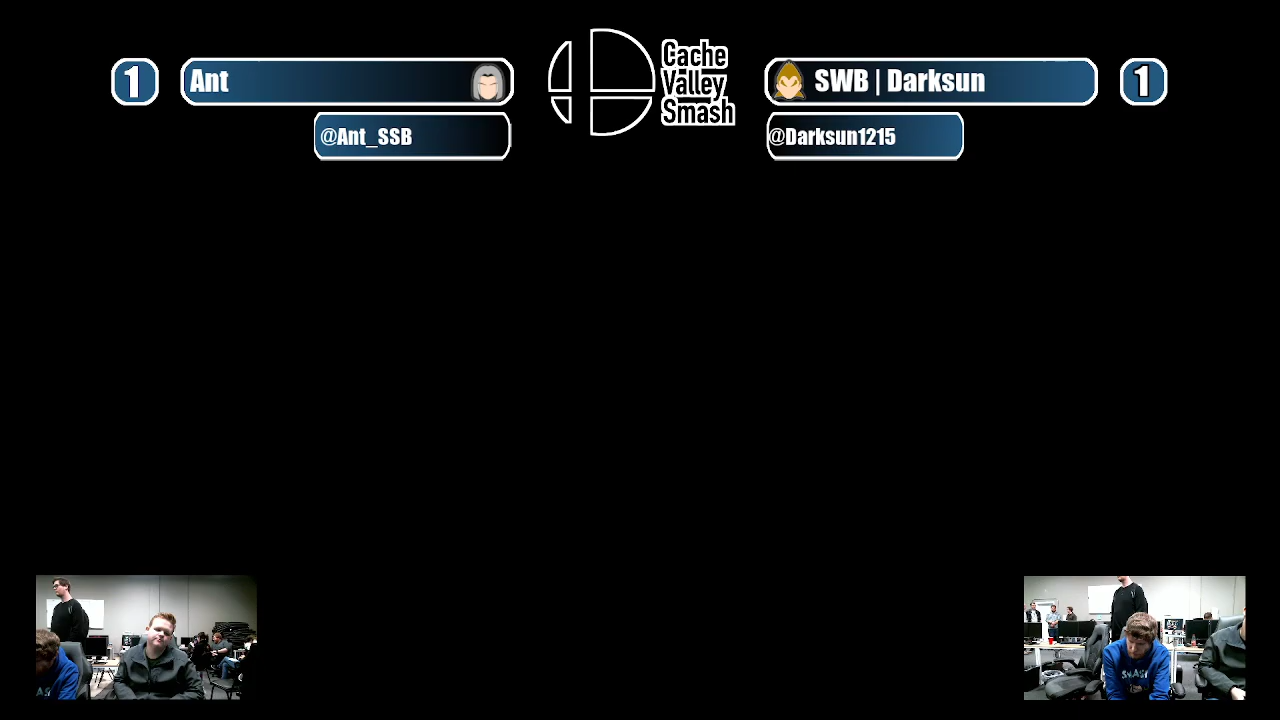 1
Ant
Cache
Valley
Smash
SWB | Darksun
1
@Ant_SSB
@Darksun1215